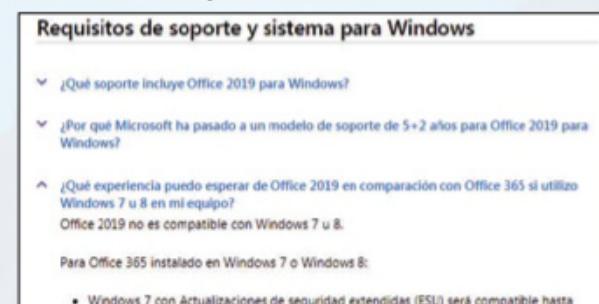 Requisitos de soporte y sistema para Windows
¿Qué soporte incluye Office 2019 para Windows?
¿Por qué Microsoft ha pasado a un modelo de soporte de 5+2 años para Office 2019 para
Windows?
¿Qué experiencia puedo esperar de Office 2019 en comparación con Office 365 si utilizo
Windows 7 u 8 en mi equipo?
Office 2019 no es compatible con Windows 7 u 8.
Para Office 365 instalado en Windows 7 o Windows 8:
• Windows 7 con Actualizaciones de seguridad extendidas (ESU) será compatible hasta